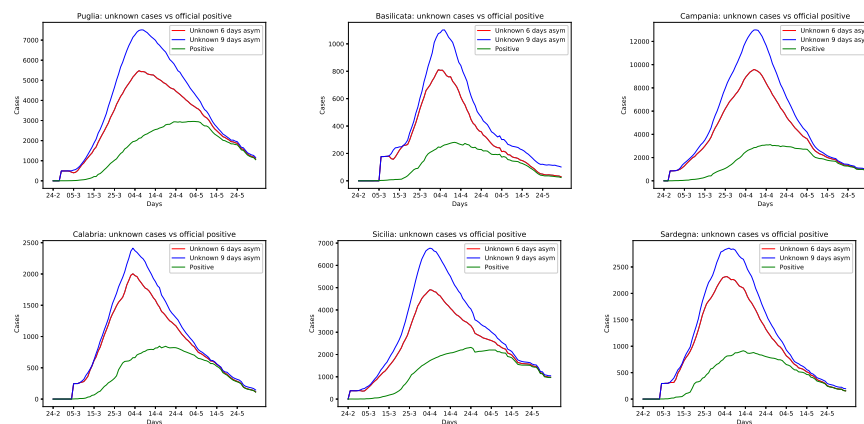 Puglia: unknown cases vs official positive
Unknown 6 days asym
Unknown 9 days asym
Positive
Cases
7000
6000
5000
4000
3000
2000
1000
0
24-2 05-3 15-3 25-3 04-4 14-4 24-4 04-5 14-5 24-5
Days
Basilicata: unknown cases vs official positive
Unknown 6 days asym
Unknown 9 days asym
Positive
Cases
1000
800
600
400
200
0
24-2 05-3 15-3 25-3 04-4 14-4 24-4 04-5 14-5 24-5
Days
Campania: unknown cases vs official positive
Unknown 6 days asym
Unknown 9 days asym
Positive
Cases
12000
10000
8000
6000
4000
2000
0
24-2 05-3 15-3 25-3 04-4 14-4 24-4 04-5 14-5 24-5
Days
Calabria: unknown cases vs official positive
Unknown 6 days asym
Unknown 9 days asym
Positive
Cases
2500
2000
1500
1000
500
0
24-2 05-3 15-3 25-3 04-4 14-4 24-4 04-5 14-5 24-5
Days
Sicilia: unknown cases vs official positive
Unknown 6 days asym
Unknown 9 days asym
Positive
Cases
7000
6000
5000
4000
3000
2000
1000
0
24-2 05-3 15-3 25-3 04-4 14-4 24-4 04-5 14-5 24-5
Days
Sardegna: unknown cases vs official positive
Unknown 6 days asym
Unknown 9 days asym
Positive
Cases
2500
2000
1500
1000
500
0
24-2 05-3 15-3 25-3 04-4 14-4 24-4 04-5 14-5 24-5
Days